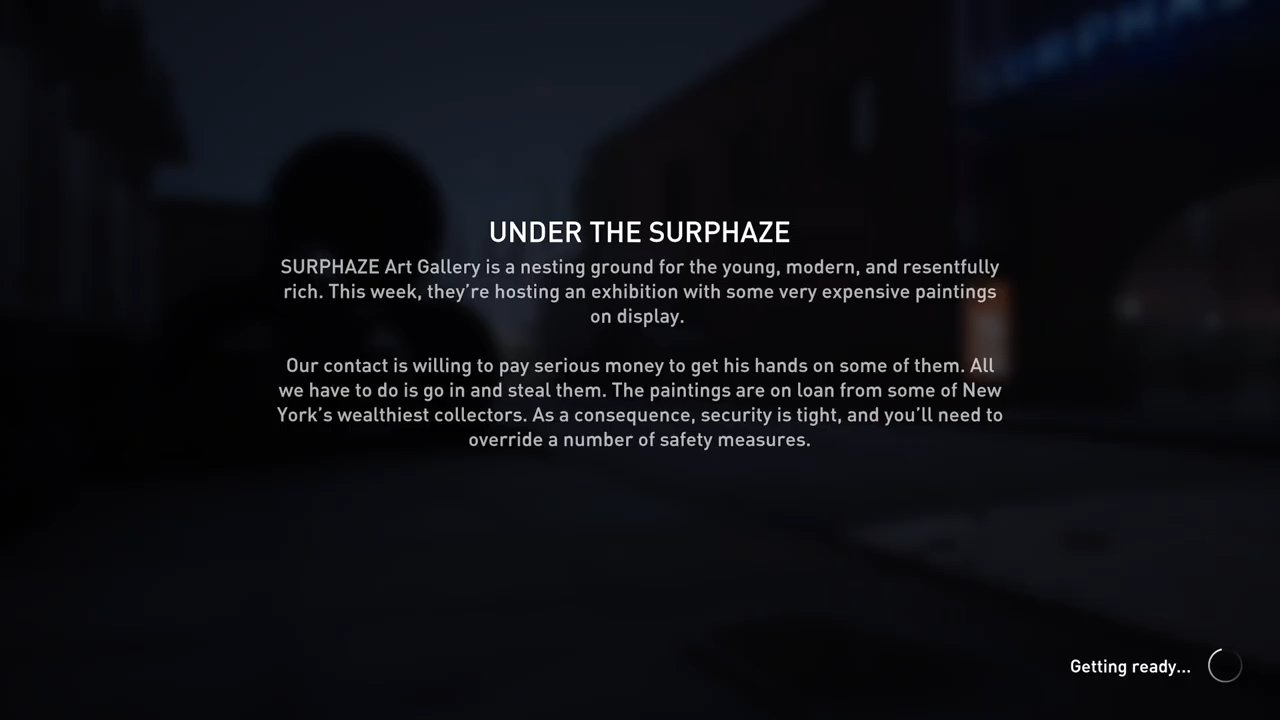 SURPHAZE
UNDER THE SURPHAZE
SURPHAZE Art Gallery is a nesting ground for the young, modern, and resentfully
rich. This week, they're hosting an exhibition with some very expensive paintings
on display.
Our contact is willing to pay serious money to get his hands on some of them. All
we have to do is go in and steal them. The paintings are on loan from some of New
York's wealthiest collectors. As a consequence, security is tight, and you'll need to
override a number of safety measures.
Getting ready...